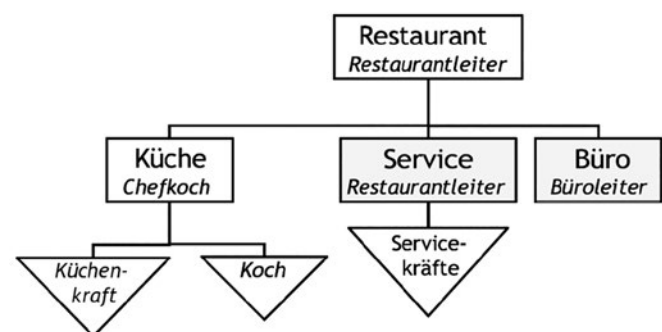 Restaurant
Restaurantleiter
Küche
Chefkoch
Service
Restaurantleiter
Büro
Büroleiter
Küchen-
kraft
Koch
Service-
kräfte